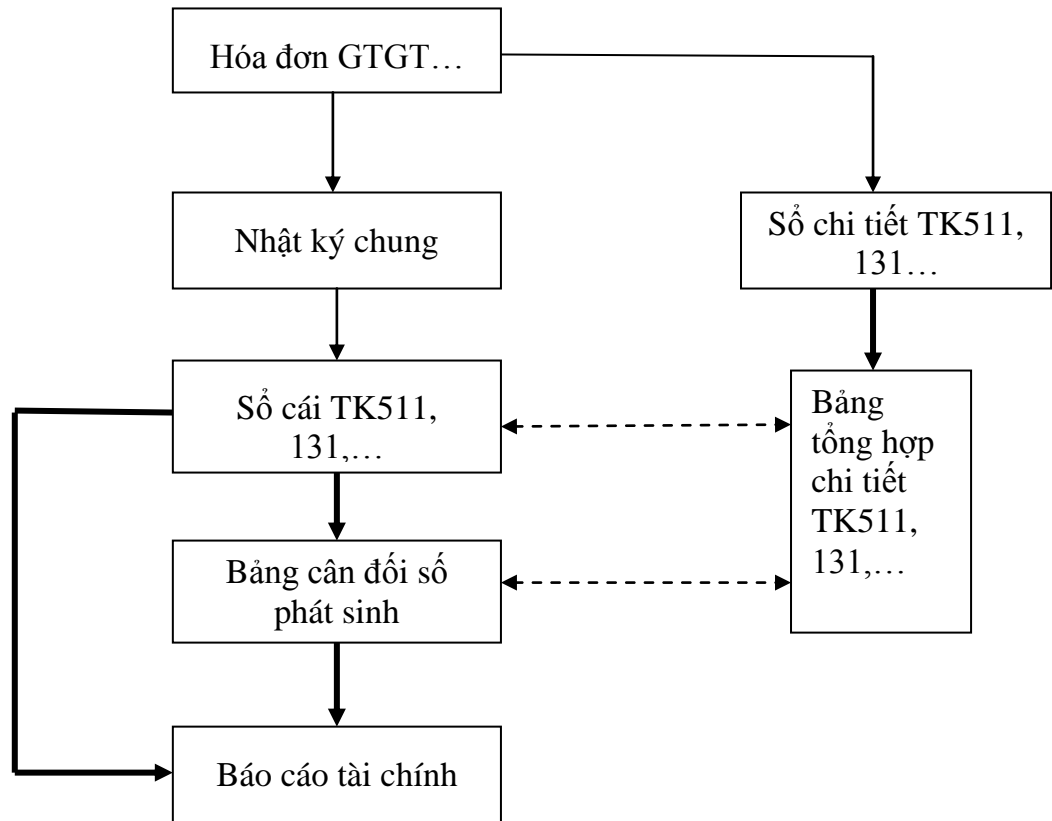 Hóa đơn GTGT…
Nhật ký chung
Sổ chi tiết TK511,
131…
Sổ cái TK511,
131,…
Bảng
tổng hợp
chi tiết
TK511,
131,…
Bảng cân đối số
phát sinh
Báo cáo tài chính